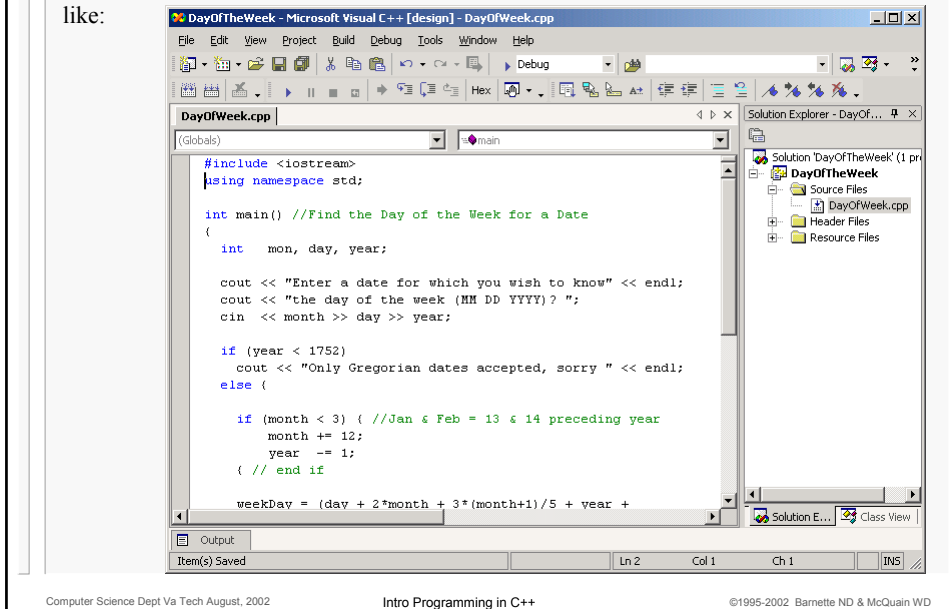 like:
DayOfTheWeek - Microsoft Visual C++ [design] - DayOfWeek.cpp
File Edit View Project Build Debug Tools Window Help
Debug
Hex
DayOfWeek.cpp
(Globals)
main
#include <iostream>
using namespace std;
int main() //Find the Day of the Week for a Date
{
int mon, day, year;
cout << "Enter a date for which you wish to know" << endl;
cout << "the day of the week (MM DD YYYY)? ";
cin << month >> day >> year;
if (year < 1752)
cout << "Only Gregorian dates accepted, sorry " << endl;
else {
if (month < 3) { //Jan & Feb = 13 & 14 preceding year
month += 12;
year -= 1;
{ // end if
weekDay = (day + 2*month + 3*(month+1)/5 + year +
Solution Explorer - DayOf...
Solution 'DayOfTheWeek' (1 pr
DayOfTheWeek
Source Files
DayOfWeek.cpp
Header Files
Resource Files
Solution E... Class View
Output
Item(s) Saved Ln 2 Col 1 Ch 1 INS
Computer Science Dept Va Tech August, 2002 Intro Programming in C++ ©1995-2002 Barnette ND & McQuain WD